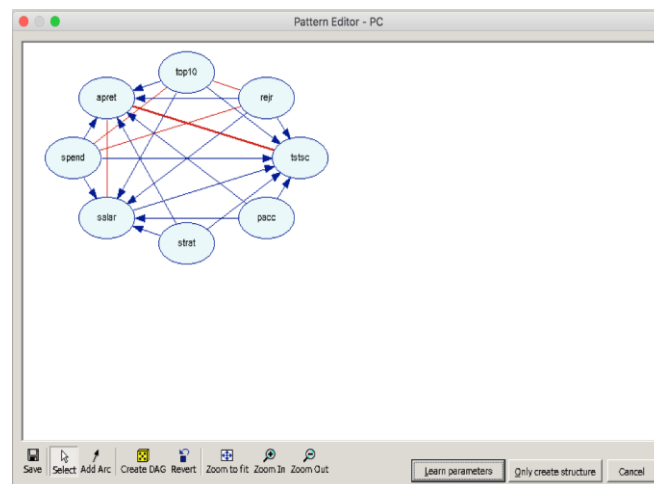 Pattern Editor - PC
top10
apret
rejr
spend
tstsc
salar
pacc
strat
Save Select Add Arc Create DAG Revert Zoom to fit Zoom In Zoom Out
Learn parameters Only create structure Cancel